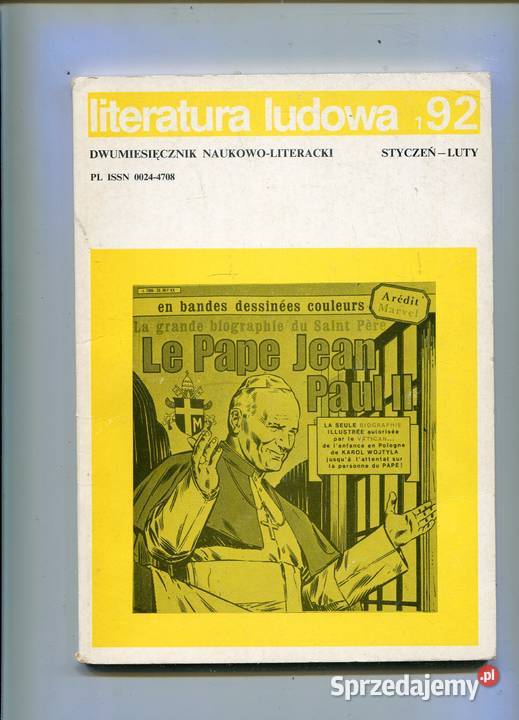 literatura ludowa 1 92
DWUMIESIĘCZNIK NAUKOWO-LITERACKI STYCZEŃ–LUTY
PL ISSN 0024-4708
en bandes dessinées couleurs
Arédit
Marvel
La grande biographie du Saint Père
Le Pape Jean
Paul II
LA SEULE BIOGRAPHIE
ILLUSTRÉE autorisée
par le VETICAN...
de l'enfance en Pologne
de KAROL WOJTYLA
jusqu'à l'attentat sur
la personne du PAPE!
M
Sprzedajemy.pl